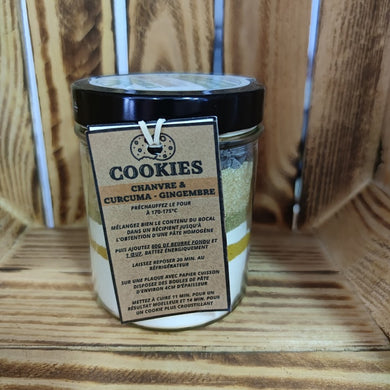 COOKIES
CHANVRE &
CURCUMA - GINGEMBRE
PRÉCHAUFFEZ LE FOUR
À 170-175°C
MÉLANGEZ BIEN LE CONTENU DU BOCAL
DANS UN RÉCIPIENT JUSQU'À
L'OBTENTION D'UNE PÂTE HOMOGÈNE
PUIS AJOUTEZ 80G DE BEURRE FONDU ET
1 OEUF, BATTEZ ÉNERGIQUEMENT
LAISSEZ REPOSER 20 MIN. AU
RÉFRIGÉRATEUR
SUR UNE PLAQUE AVEC PAPIER CUISSON
DISPOSEZ DES BOULES DE PÂTE
D'ENVIRON 4CM D'ÉPAILLEUR
METTEZ À CUIRE 11 MIN. POUR UN
RÉSULTAT MOELLEUX ET 14 MIN. POUR
UN COOKIE PLUS CROUSTILLANT